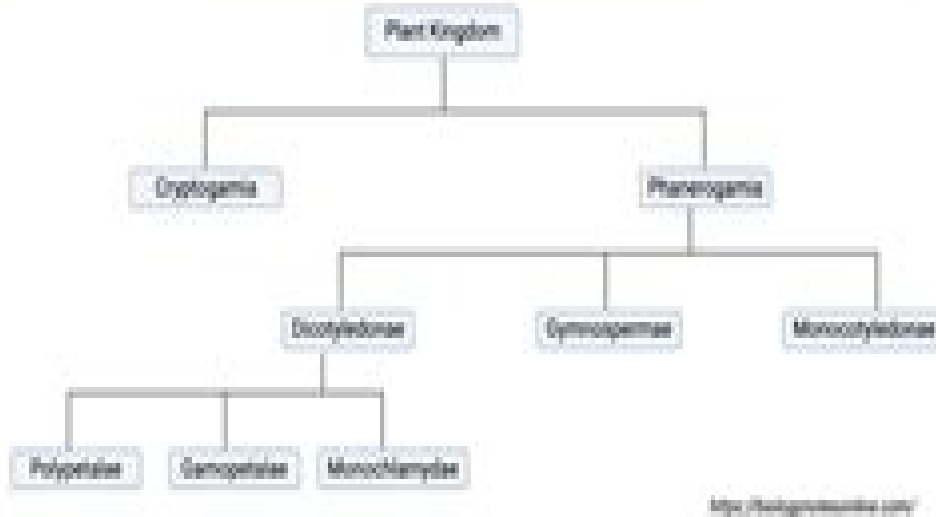 Plant Kingdom
Cryptogamia
Phanerogamia
Dicotyledonae
Gymnospermae
Monocotyledonae
Polypetalae
Gamopetalae
Monochlamydae